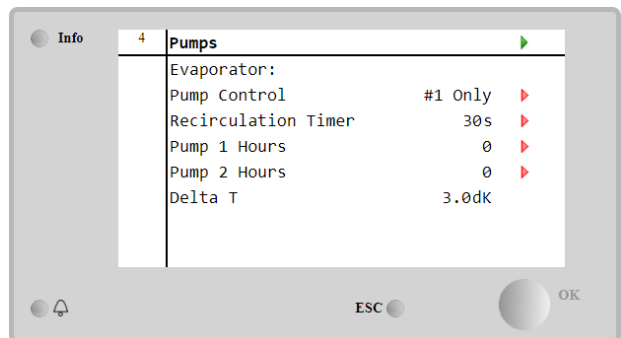 Info
4 Pumps
Evaporator:
Pump Control #1 Only
Recirculation Timer 30s
Pump 1 Hours 0
Pump 2 Hours 0
Delta T 3.0dK
ESC
OK